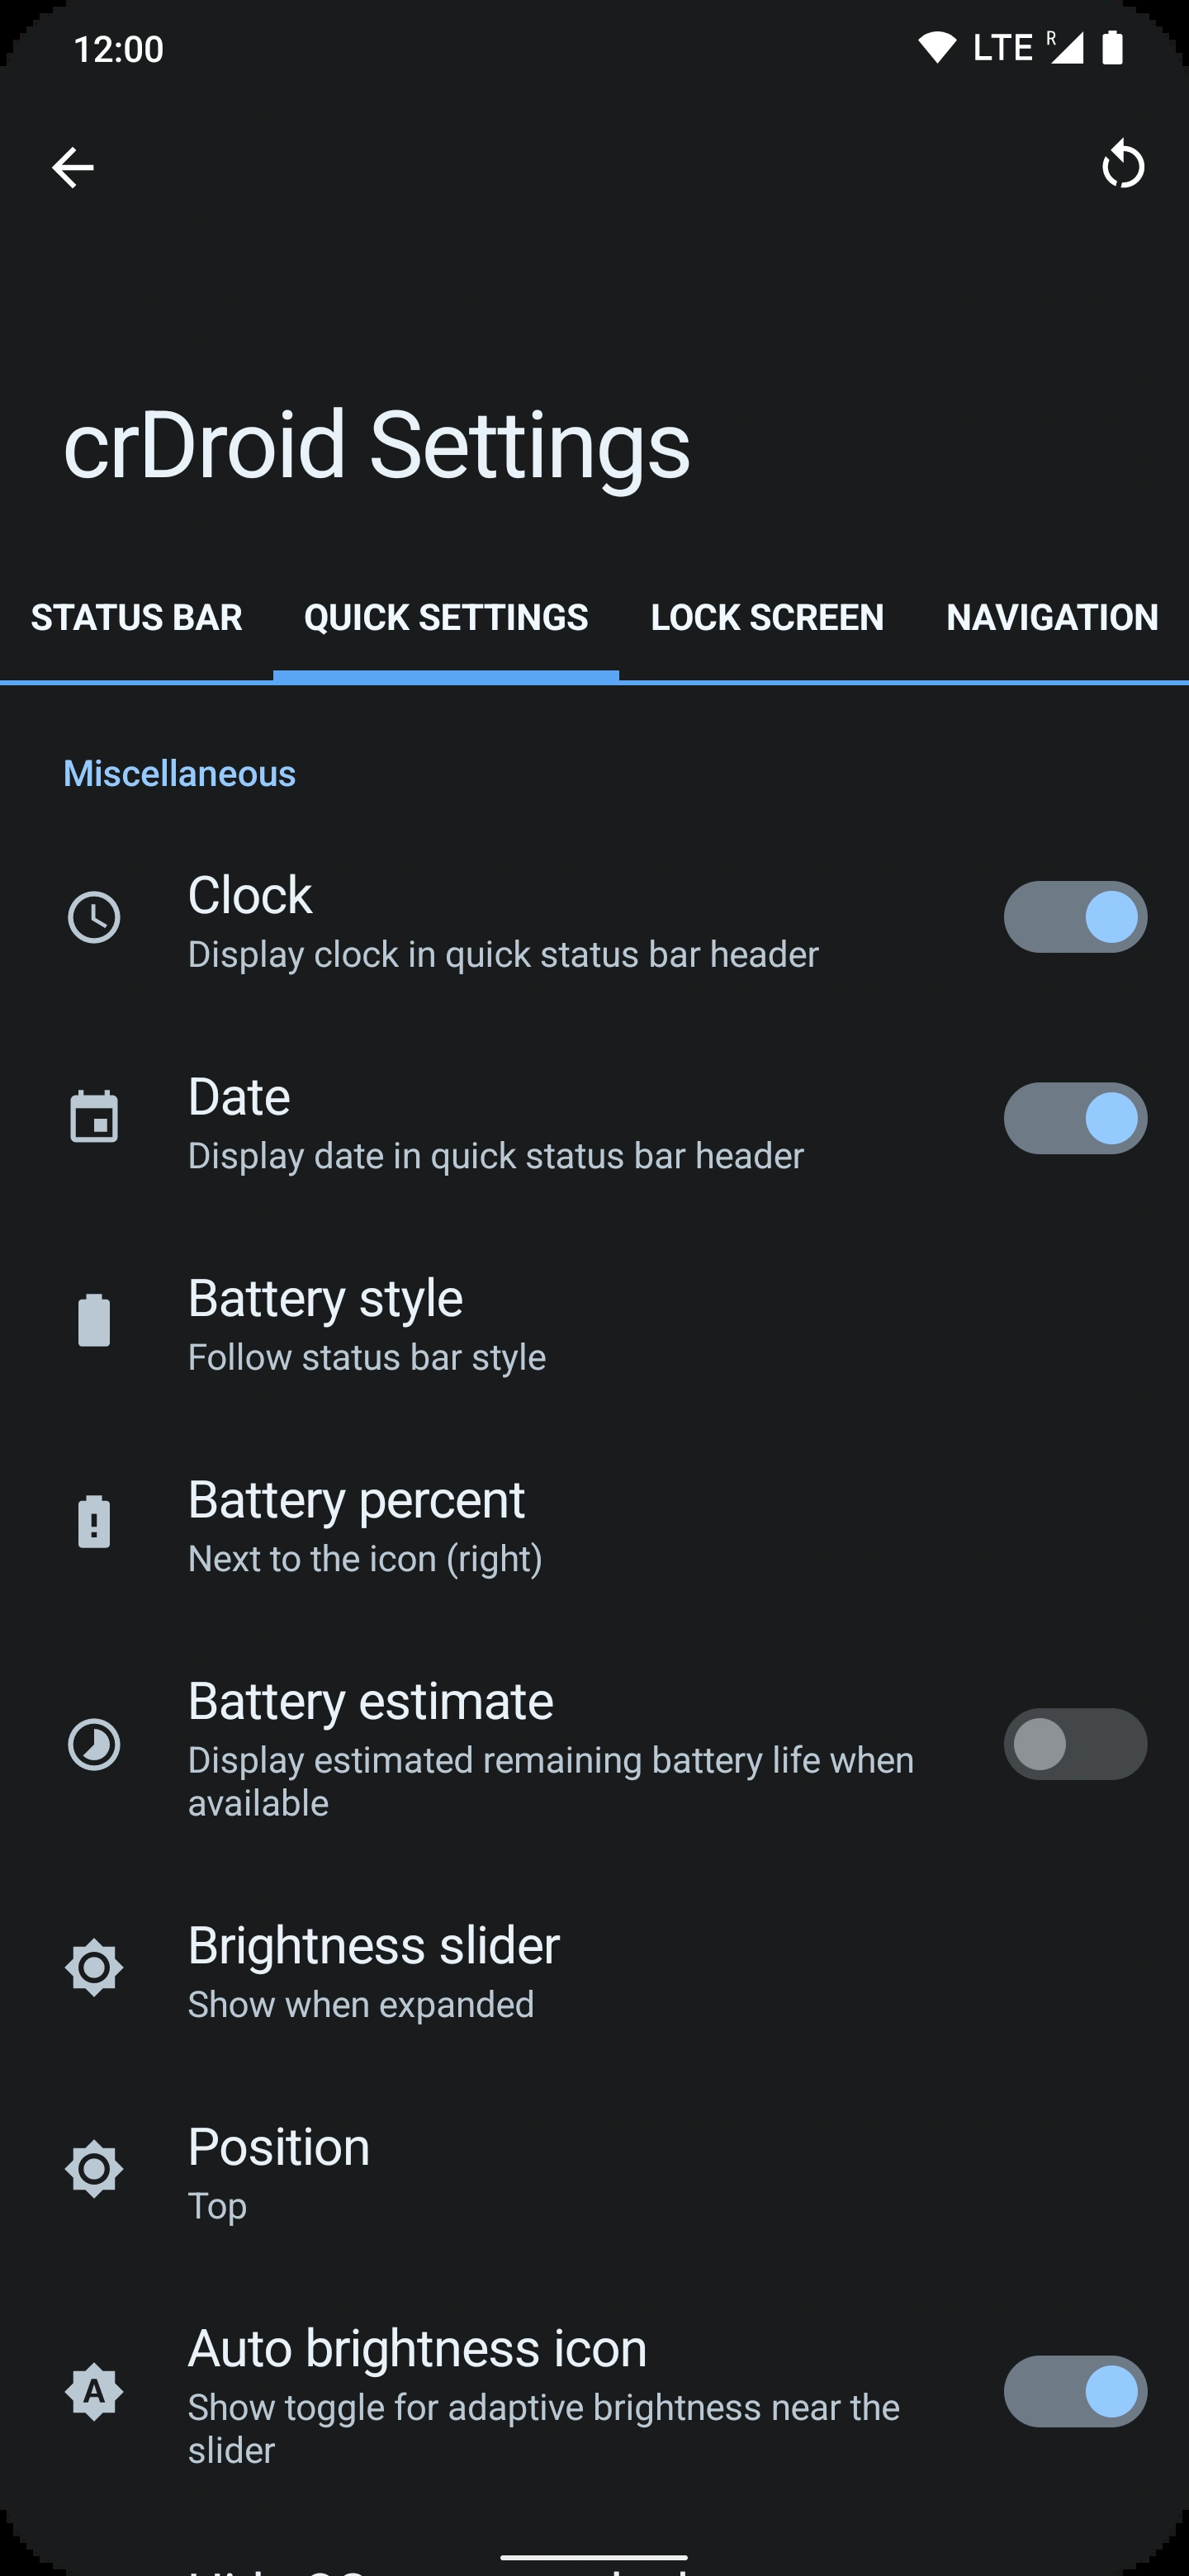 12:00 LTE R
crDroid Settings
STATUS BAR QUICK SETTINGS LOCK SCREEN NAVIGATION
Miscellaneous
Clock
Display clock in quick status bar header
Date
Display date in quick status bar header
Battery style
Follow status bar style
Battery percent
Next to the icon (right)
Battery estimate
Display estimated remaining battery life when
available
Brightness slider
Show when expanded
Position
Top
A
Auto brightness icon
Show toggle for adaptive brightness near the
slider